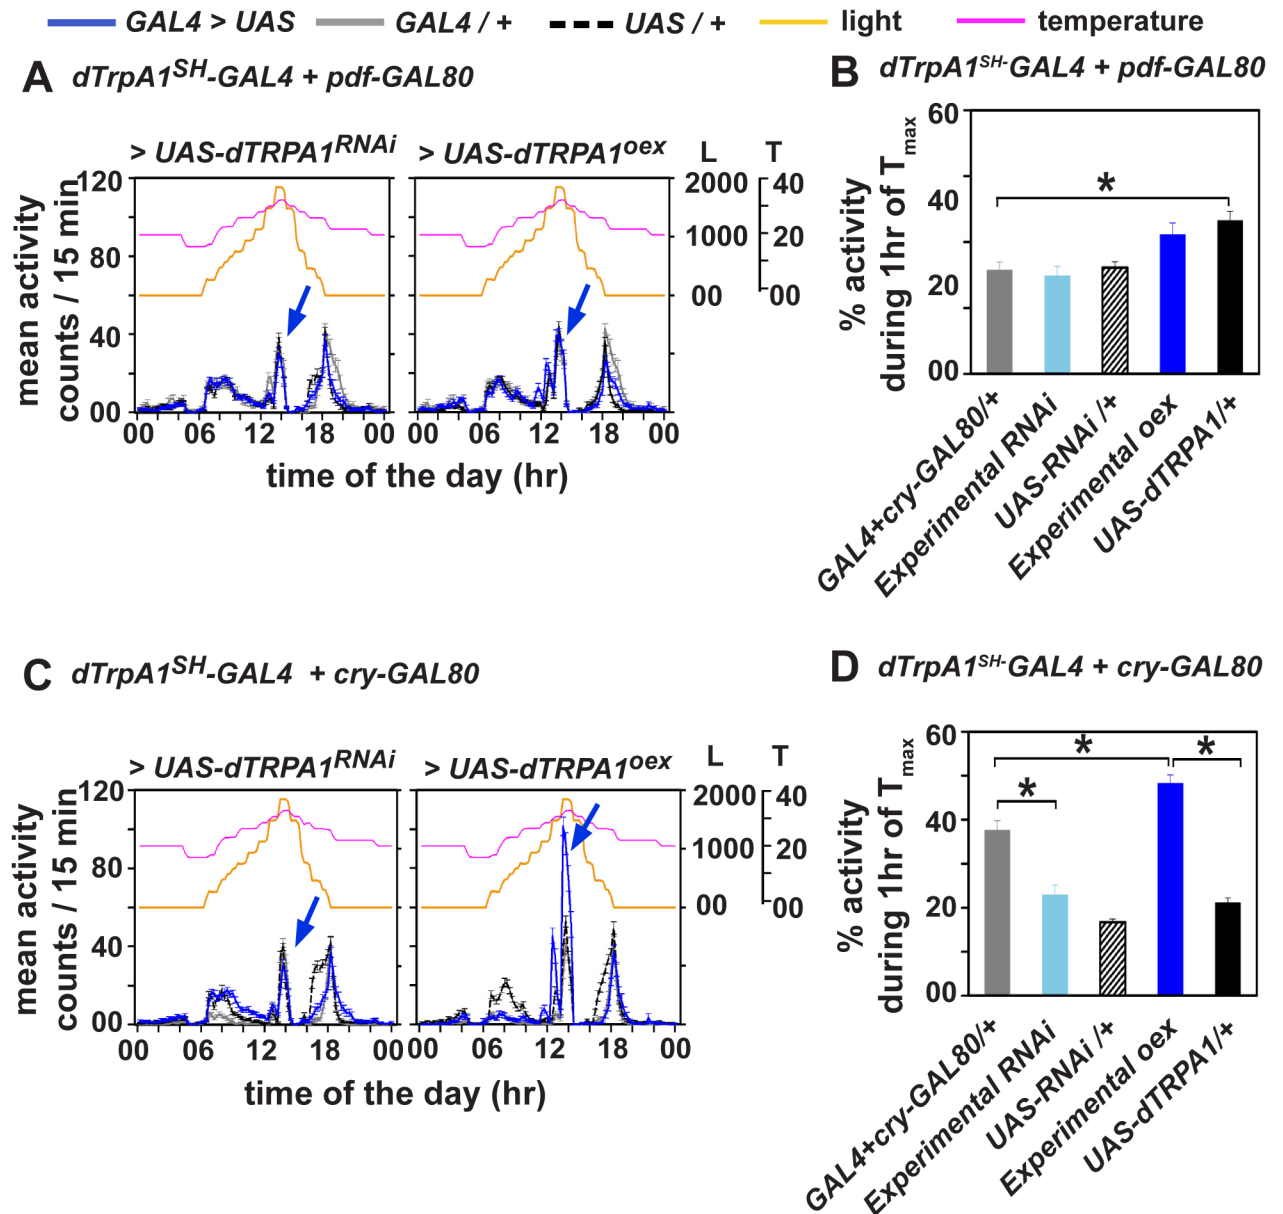 GAL4 > UAS GAL4 / + UAS / + light temperature
A dTrpA1SH-GAL4 + pdf-GAL80
> UAS-dTRPA1RNAi > UAS-dTRPA1oex L T
mean activity
counts / 15 min
120
80
40
00
2000
1000
00
40
20
00
00 06 12 18 00 00 06 12 18 00
time of the day (hr)
B dTrpA1SH-GAL4 + pdf-GAL80
% activity
during 1hr of Tmax
60
40
20
00
*
GAL4+cry-GAL80/+
Experimental RNAi
UAS-RNAi /+
Experimental oex
UAS-dTRPA1/+
C dTrpA1SH-GAL4 + cry-GAL80
> UAS-dTRPA1RNAi > UAS-dTRPA1oex L T
mean activity
counts / 15 min
120
80
40
00
2000
1000
00
40
20
00
00 06 12 18 00 06 12 18 00
time of the day (hr)
D dTrpA1SH-GAL4 + cry-GAL80
% activity
during 1hr of Tmax
60
40
20
00
* * *
GAL4+cry-GAL80/+
Experimental RNAi
UAS-RNAi /+
Experimental oex
UAS-dTRPA1/+